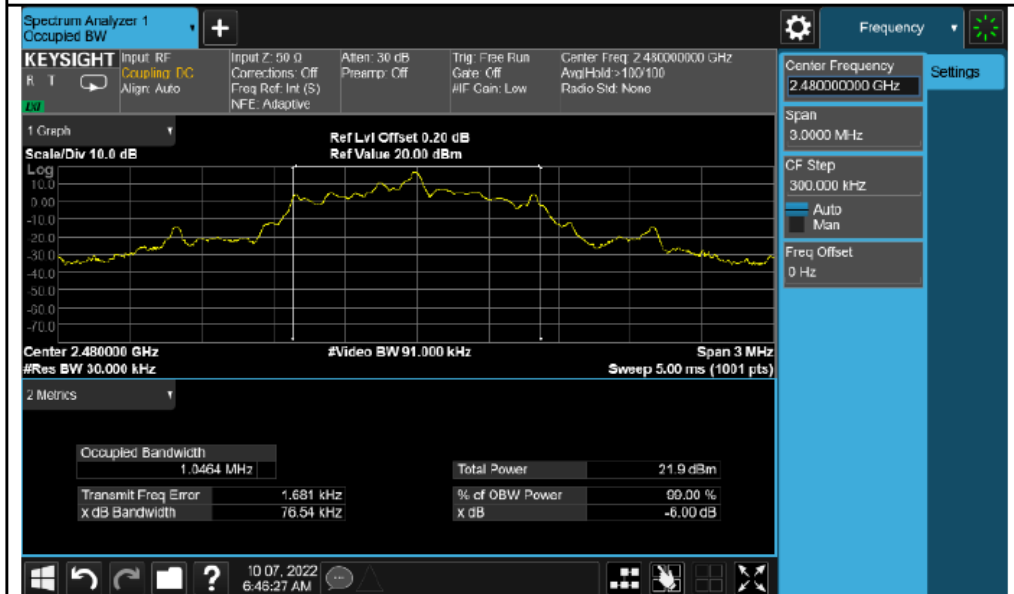 Spectrum Analyzer 1
Occupied BW
Frequency
KEYSIGHT
R T
LXI
Input: RF
Coupling: DC
Align: Auto
Input Z: 50 Ω
Corrections: Off
Freq Ref: Int (S)
NFE: Adaptive
Atten: 30 dB
Preamp: Off
Trig: Free Run
Gate: Off
#IF Gain: Low
Center Freq: 2.480000000 GHz
Avg|Hold:>100/100
Radio Std: None
Center Frequency
2.480000000 GHz
Settings
Span
3.0000 MHz
CF Step
300.000 kHz
Auto
Man
Freq Offset
0 Hz
1 Graph
Scale/Div 10.0 dB
Ref Lvl Offset 0.20 dB
Ref Value 20.00 dBm
Log
10.0
0.00
-10.0
-20.0
-30.0
-40.0
-50.0
-60.0
-70.0
Center 2.480000 GHz
#Video BW 91.000 kHz
Span 3 MHz
#Res BW 30.000 kHz
Sweep 5.00 ms (1001 pts)
2 Metrics
Occupied Bandwidth
1.0464 MHz
Total Power 21.9 dBm
Transmit Freq Error 1.681 kHz
% of OBW Power 99.00 %
x dB Bandwidth 76.54 kHz
x dB -6.00 dB
10 07, 2022
6:46:27 AM